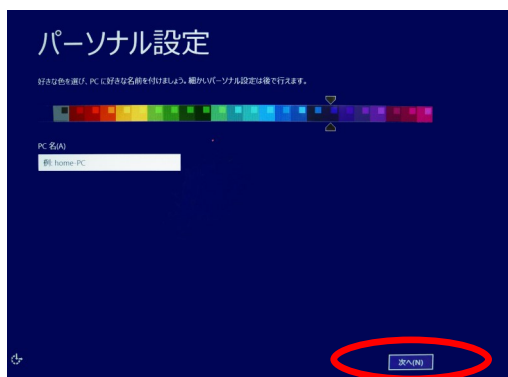 パーソナル設定
好きな色を選び、PC に好きな名前を付けましょう。細かいパーソナル設定は後で行えます。
PC 名(A)
例: home-PC
次へ(N)